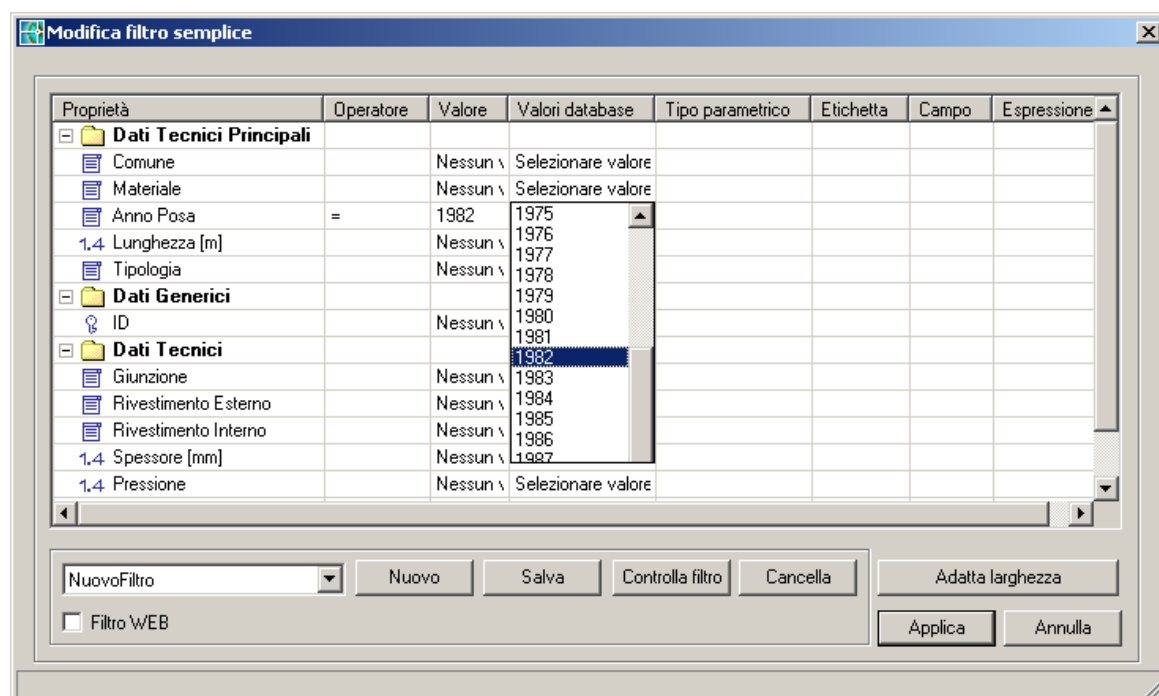 Modifica filtro semplice
Proprietà Operatore Valore Valori database Tipo parametrico Etichetta Campo Espressione
Dati Tecnici Principali
Comune Nessun v Selezionare valore
Materiale Nessun v Selezionare valore
Anno Posa = 1982 1975
1976
1.4 Lunghezza [m] Nessun v 1977
Tipologia Nessun v 1978
Dati Generici 1979
ID Nessun v 1980
1981
Dati Tecnici 1982
Giunzione Nessun v 1983
Rivestimento Esterno Nessun v 1984
Rivestimento Interno Nessun v 1985
1986
1.4 Spessore [mm] Nessun v 1987
1.4 Pressione Nessun v Selezionare valore
NuovoFiltro Nuovo Salva Controlla filtro Cancella Adatta larghezza
Filtro WEB Applica Annulla